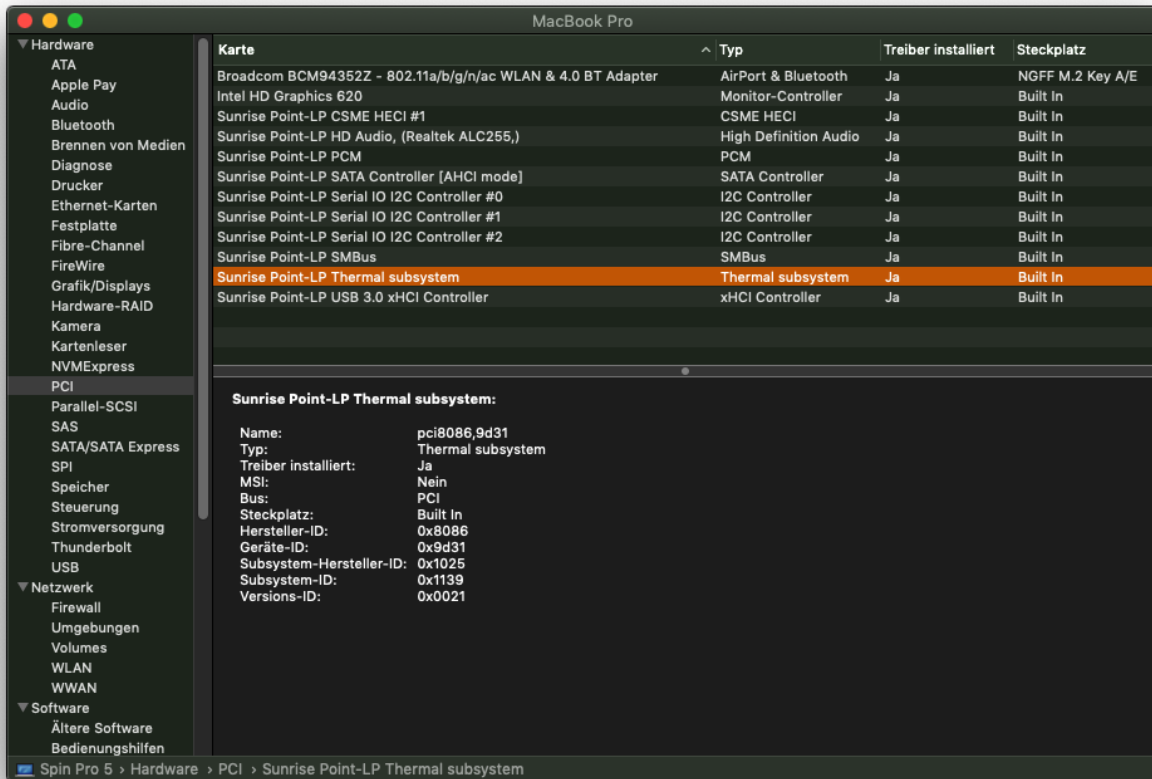 MacBook Pro
Hardware
ATA
Apple Pay
Audio
Bluetooth
Brennen von Medien
Diagnose
Drucker
Ethernet-Karten
Festplatte
Fibre-Channel
FireWire
Grafik/Displays
Hardware-RAID
Kamera
Kartenleser
NVMExpress
PCI
Parallel-SCSI
SAS
SATA/SATA Express
SPI
Speicher
Steuerung
Stromversorgung
Thunderbolt
USB
Netzwerk
Firewall
Umgebungen
Volumes
WLAN
WWAN
Software
Ältere Software
Bedienungshilfen
Karte Typ Treiber installiert Steckplatz
Broadcom BCM94352Z - 802.11a/b/g/n/ac WLAN & 4.0 BT Adapter AirPort & Bluetooth Ja NGFF M.2 Key A/E
Intel HD Graphics 620 Monitor-Controller Ja Built In
Sunrise Point-LP CSME HECI #1 CSME HECI Ja Built In
Sunrise Point-LP HD Audio, (Realtek ALC255,) High Definition Audio Ja Built In
Sunrise Point-LP PCM PCM Ja Built In
Sunrise Point-LP SATA Controller [AHCI mode] SATA Controller Ja Built In
Sunrise Point-LP Serial IO I2C Controller #0 I2C Controller Ja Built In
Sunrise Point-LP Serial IO I2C Controller #1 I2C Controller Ja Built In
Sunrise Point-LP Serial IO I2C Controller #2 I2C Controller Ja Built In
Sunrise Point-LP SMBus SMBus Ja Built In
Sunrise Point-LP Thermal subsystem Thermal subsystem Ja Built In
Sunrise Point-LP USB 3.0 xHCI Controller xHCI Controller Ja Built In
Sunrise Point-LP Thermal subsystem:
Name: pci8086,9d31
Typ: Thermal subsystem
Treiber installiert: Ja
MSI: Nein
Bus: PCI
Steckplatz: Built In
Hersteller-ID: 0x8086
Geräte-ID: 0x9d31
Subsystem-Hersteller-ID: 0x1025
Subsystem-ID: 0x1139
Versions-ID: 0x0021
Spin Pro 5 › Hardware › PCI › Sunrise Point-LP Thermal subsystem